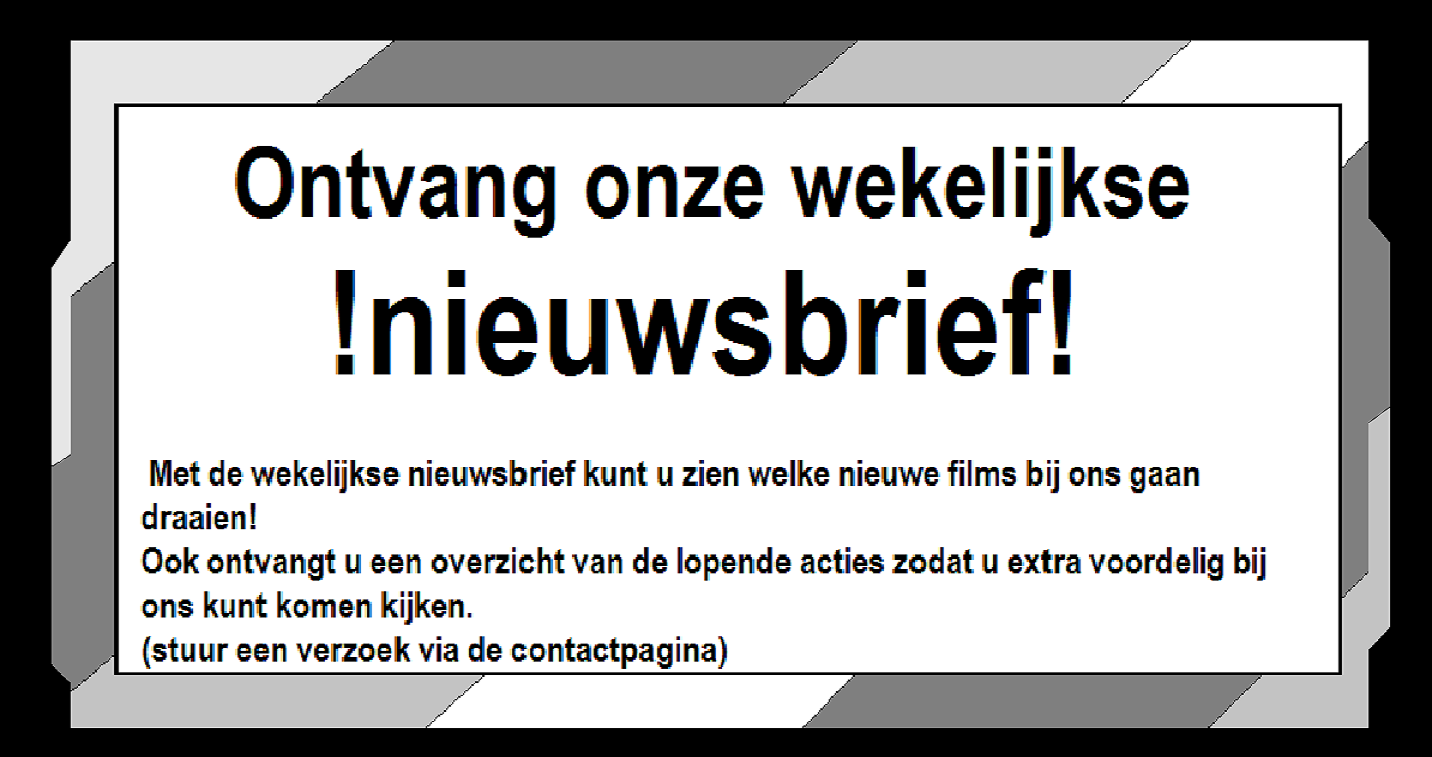 Ontvang onze wekelijkse
!nieuwsbrief!
Met de wekelijkse nieuwsbrief kunt u zien welke nieuwe films bij ons gaan
draaien!
Ook ontvangt u een overzicht van de lopende acties zodat u extra voordelig bij
ons kunt komen kijken.
(stuur een verzoek via de contactpagina)